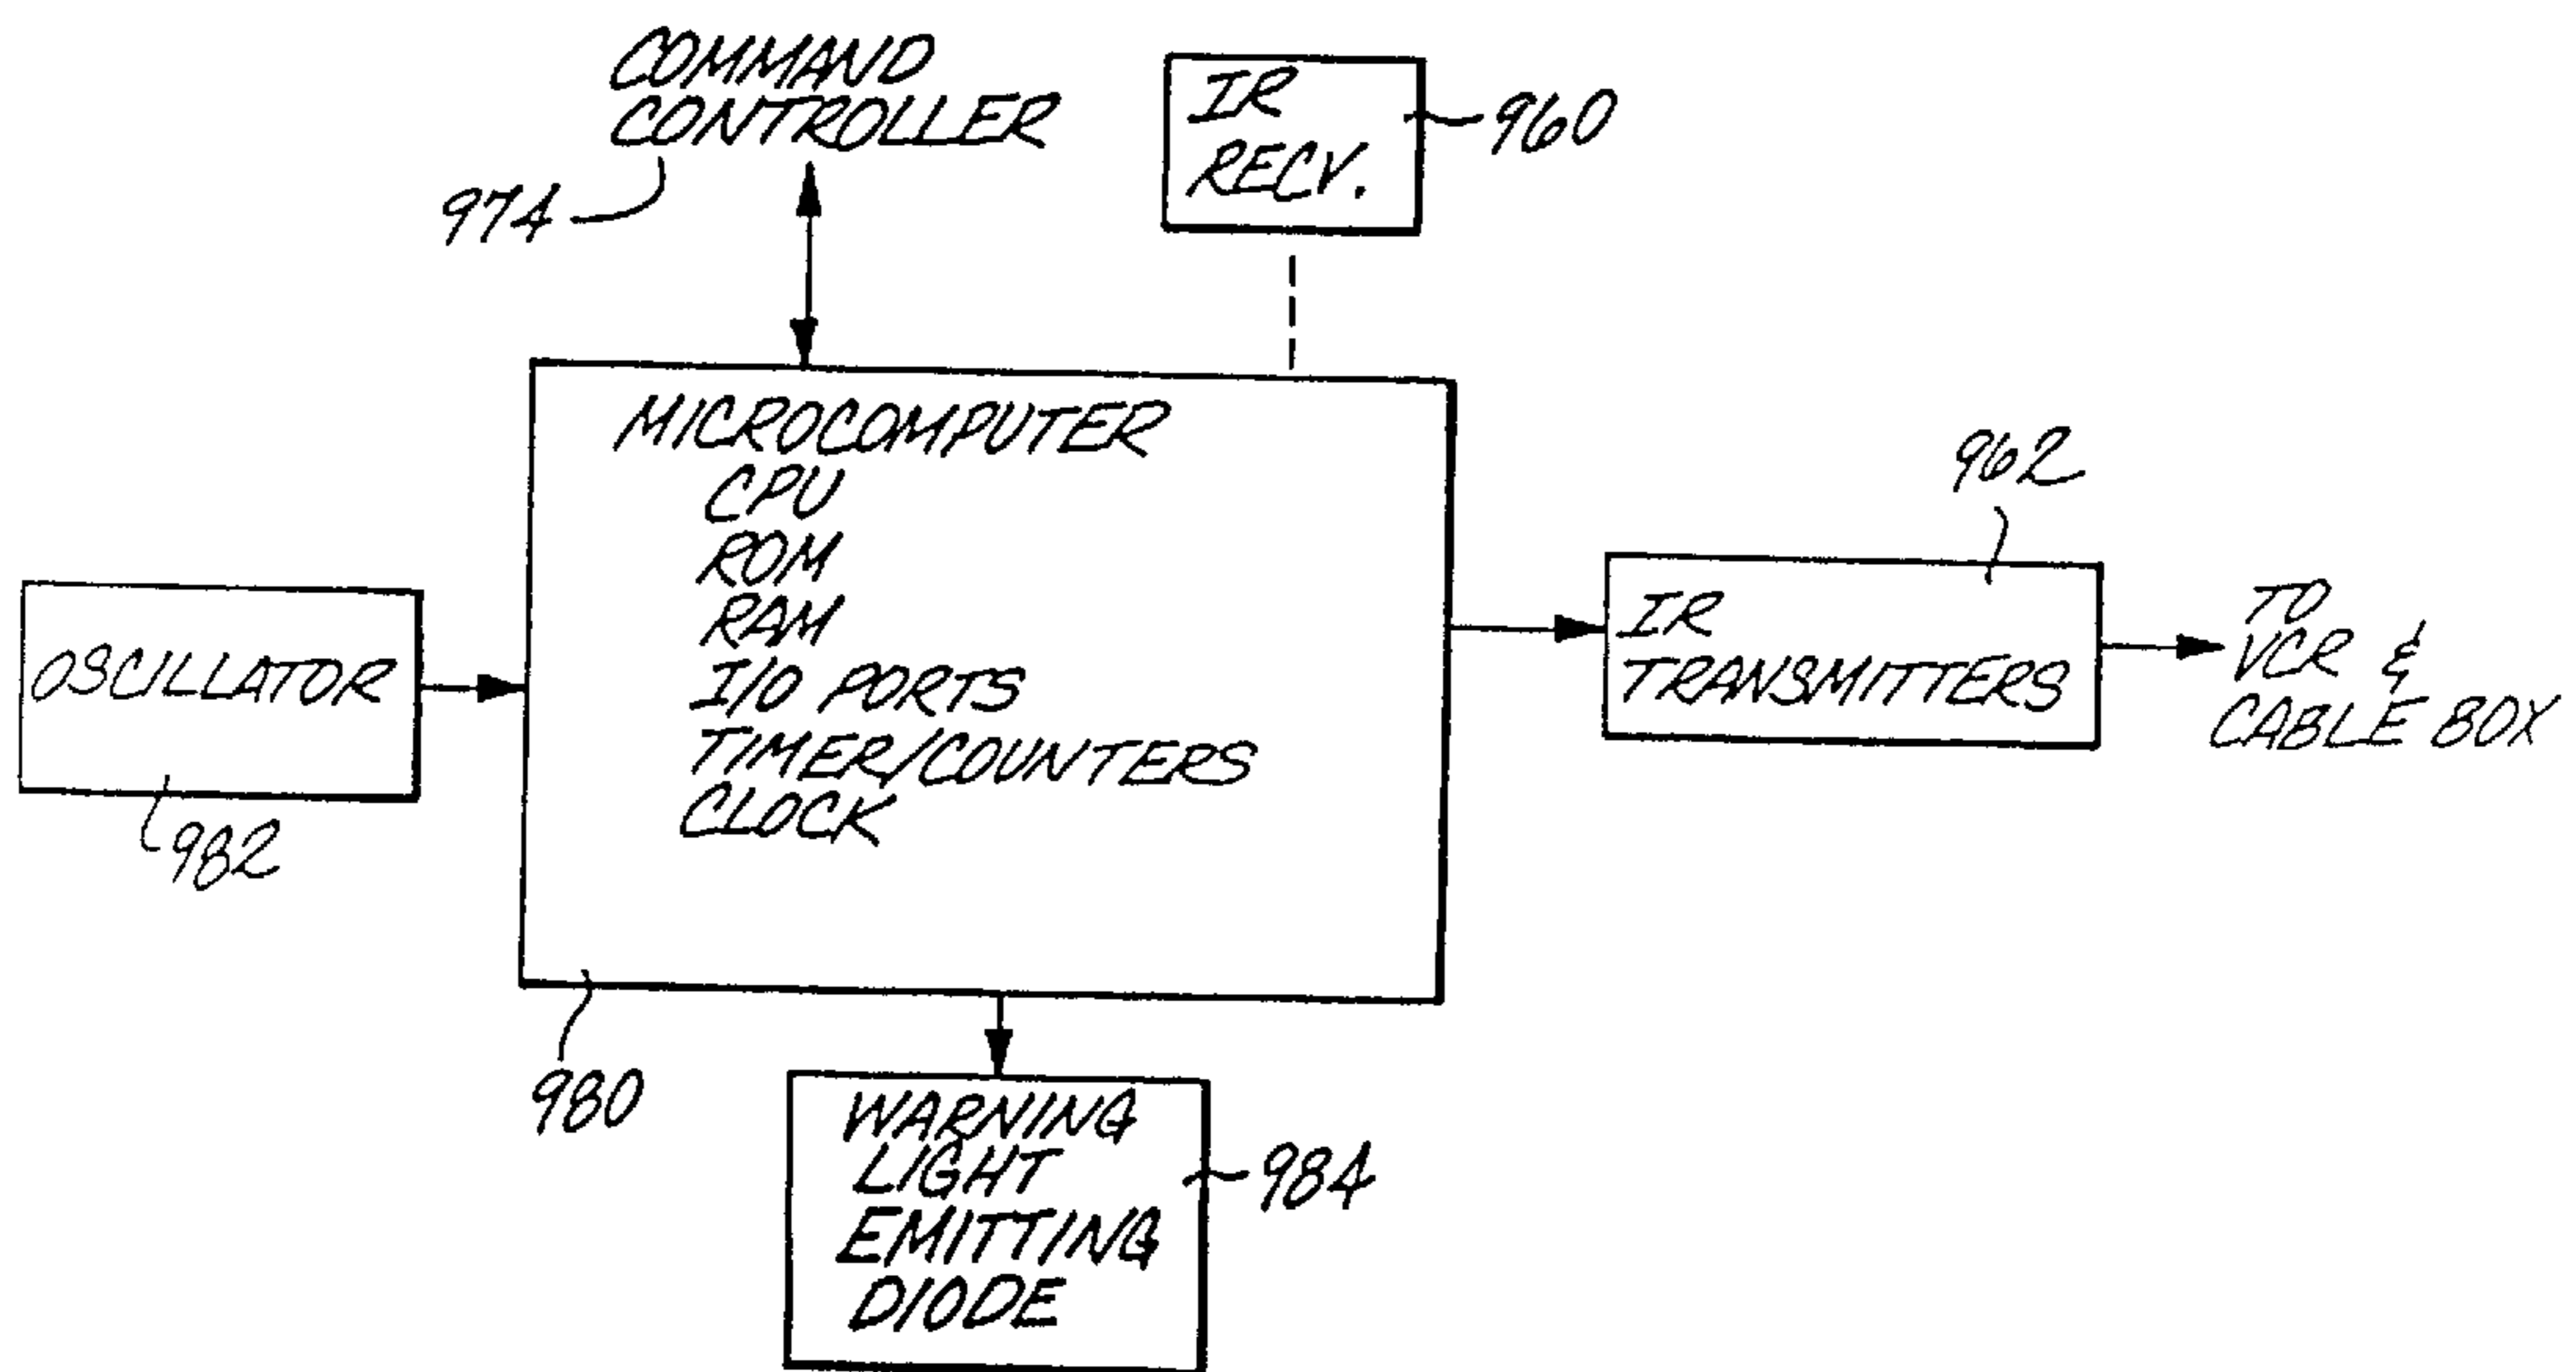 COMMAND
CONTROLLER
974
IR
RECV.
960
MICROCOMPUTER
CPU
ROM
RAM
I/O PORTS
TIMER/COUNTERS
CLOCK
980
OSCILLATOR
982
962
IR
TRANSMITTERS
TO
VCR &
CABLE BOX
WARNING
LIGHT
EMITTING
DIODE
984